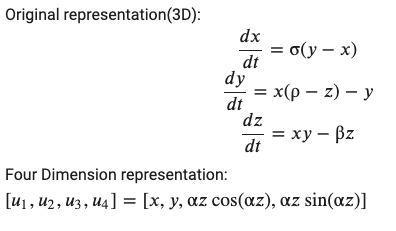 Original representation(3D):
dx/dt = σ(y − x)
dy/dt = x(ρ − z) − y
dz/dt = xy − βz
Four Dimension representation:
[u₁, u₂, u₃, u₄] = [x, y, αz cos(αz), αz sin(αz)]